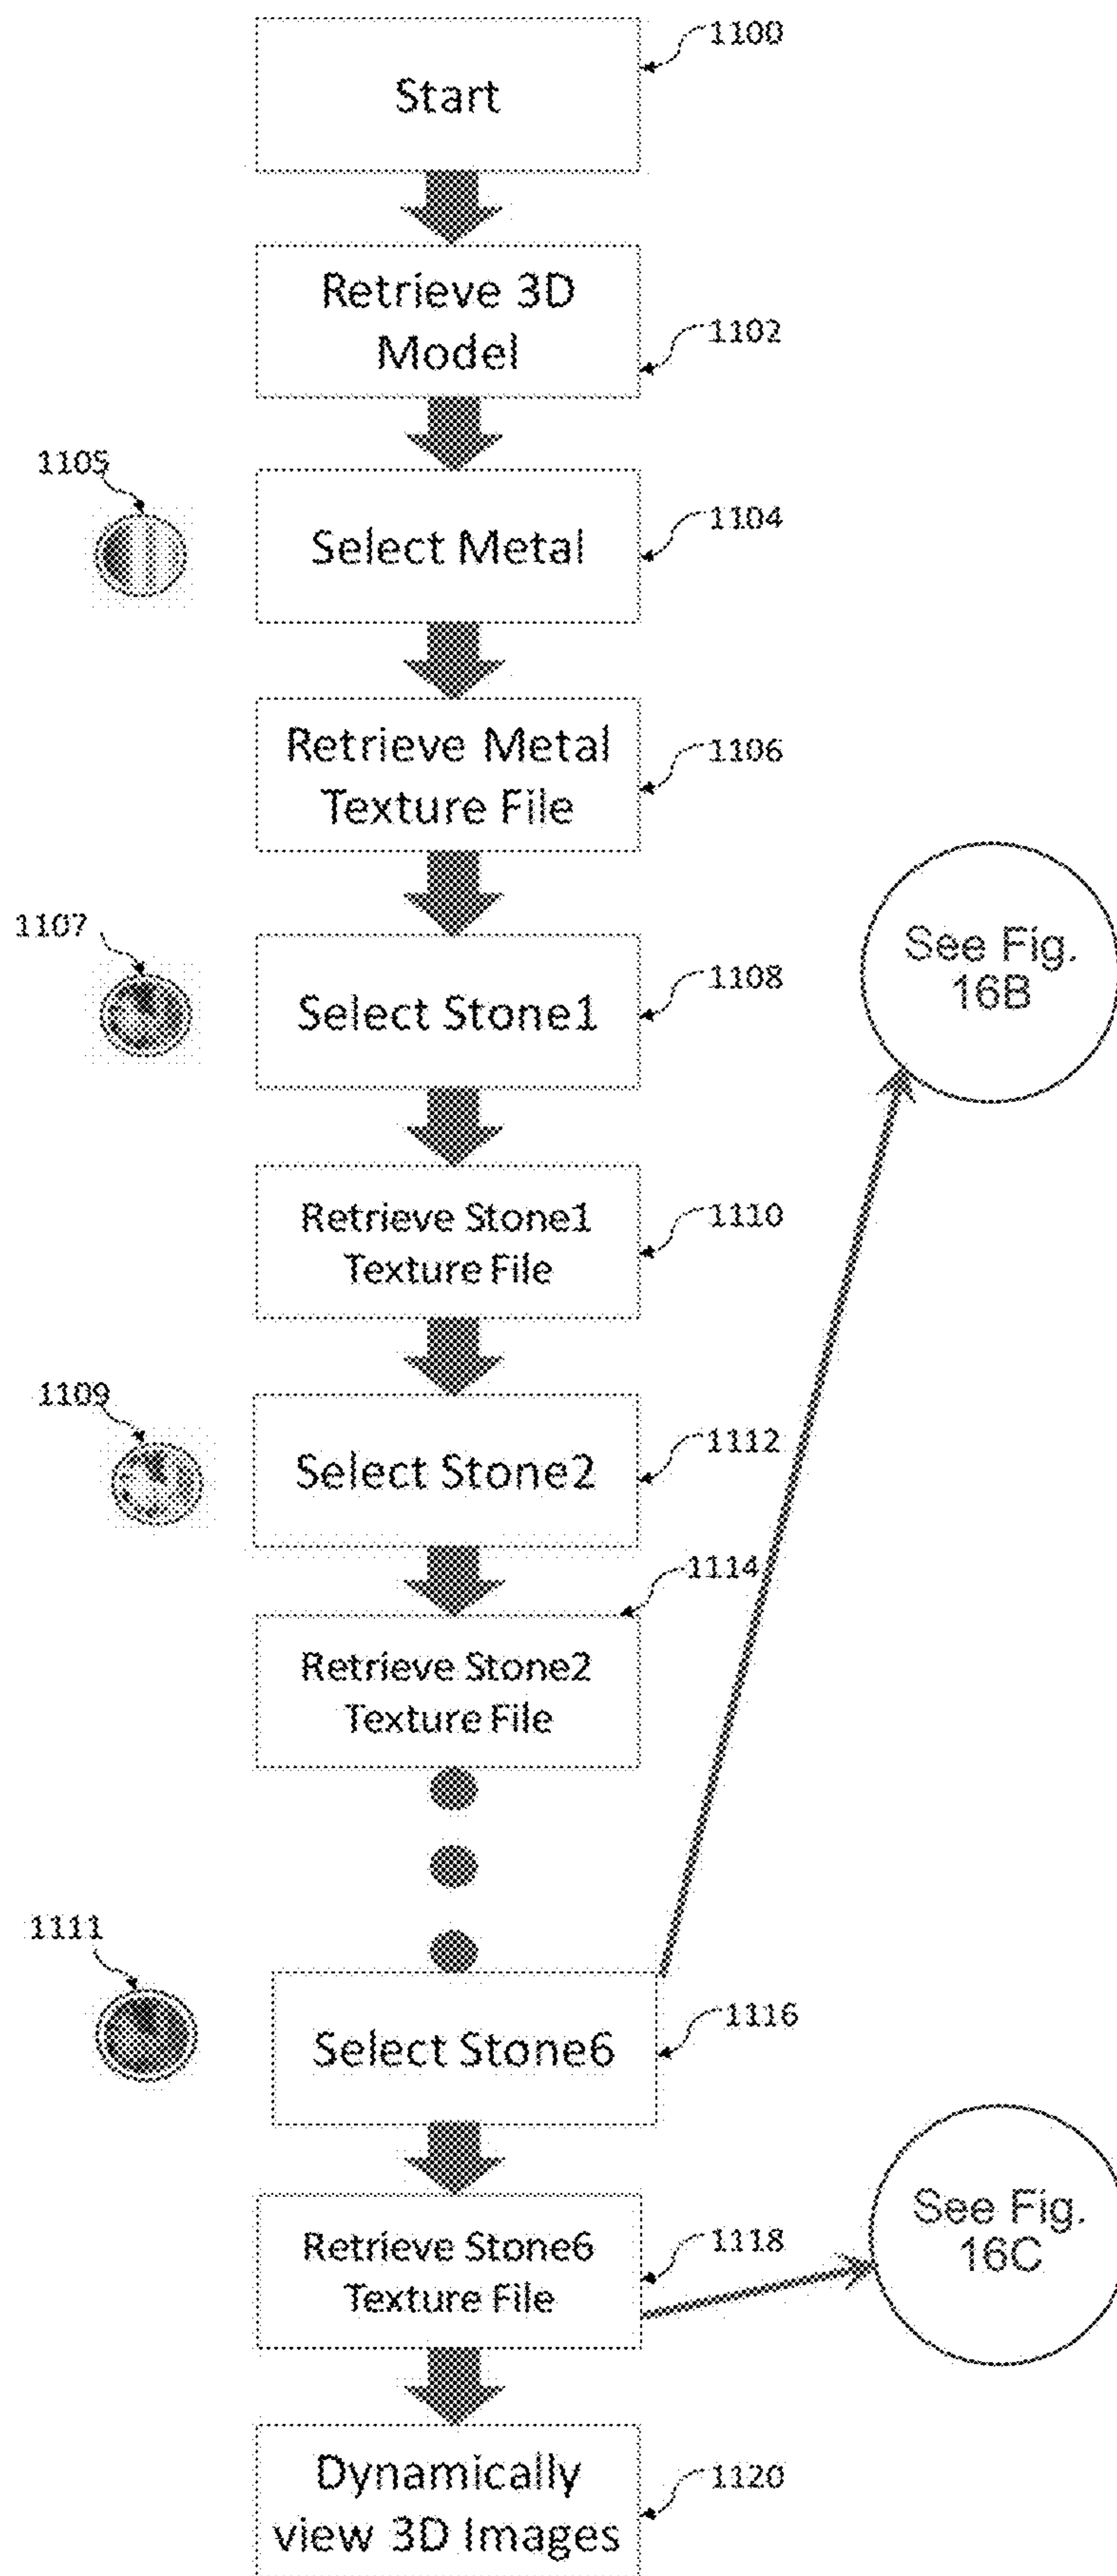 1100
Start
Retrieve 3D
Model
1102
1105
Select Metal
1104
Retrieve Metal
Texture File
1106
1107
Select Stone1
1108
See Fig.
16B
Retrieve Stone1
Texture File
1110
1109
Select Stone2
1112
1114
Retrieve Stone2
Texture File
1111
Select Stone6
1116
Retrieve Stone6
Texture File
1118
See Fig.
16C
Dynamically
view 3D Images
1120